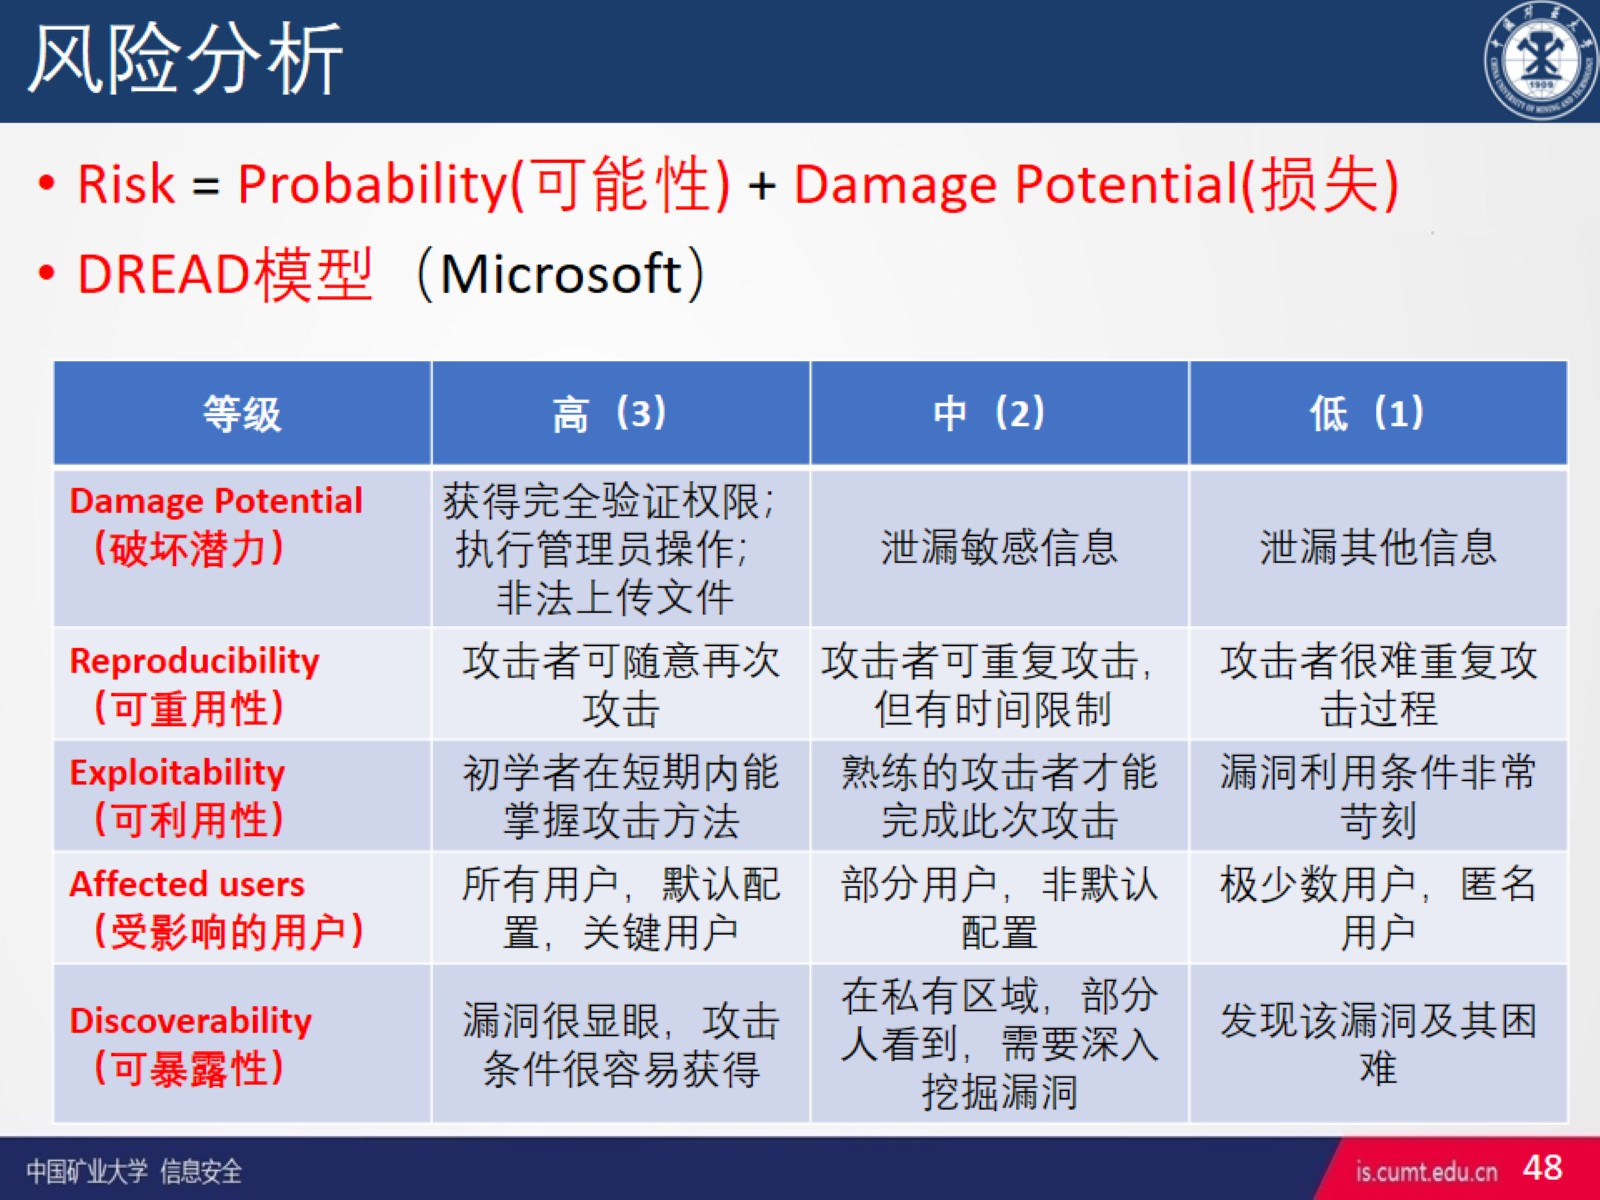 风险分析
中国矿业大学
CHINA UNIVERSITY OF MINING AND TECHNOLOGY
1909
• Risk = Probability(可能性) + Damage Potential(损失)
• DREAD模型（Microsoft）
等级
高（3）
中（2）
低（1）
Damage Potential
（破坏潜力）
获得完全验证权限；
执行管理员操作；
非法上传文件
泄漏敏感信息
泄漏其他信息
Reproducibility
（可重用性）
攻击者可随意再次
攻击
攻击者可重复攻击，
但有时间限制
攻击者很难重复攻
击过程
Exploitability
（可利用性）
初学者在短期内能
掌握攻击方法
熟练的攻击者才能
完成此次攻击
漏洞利用条件非常
苛刻
Affected users
（受影响的用户）
所有用户，默认配
置，关键用户
部分用户，非默认
配置
极少数用户，匿名
用户
Discoverability
（可暴露性）
漏洞很显眼，攻击
条件很容易获得
在私有区域，部分
人看到，需要深入
挖掘漏洞
发现该漏洞及其困
难
中国矿业大学 信息安全
is.cumt.edu.cn 48